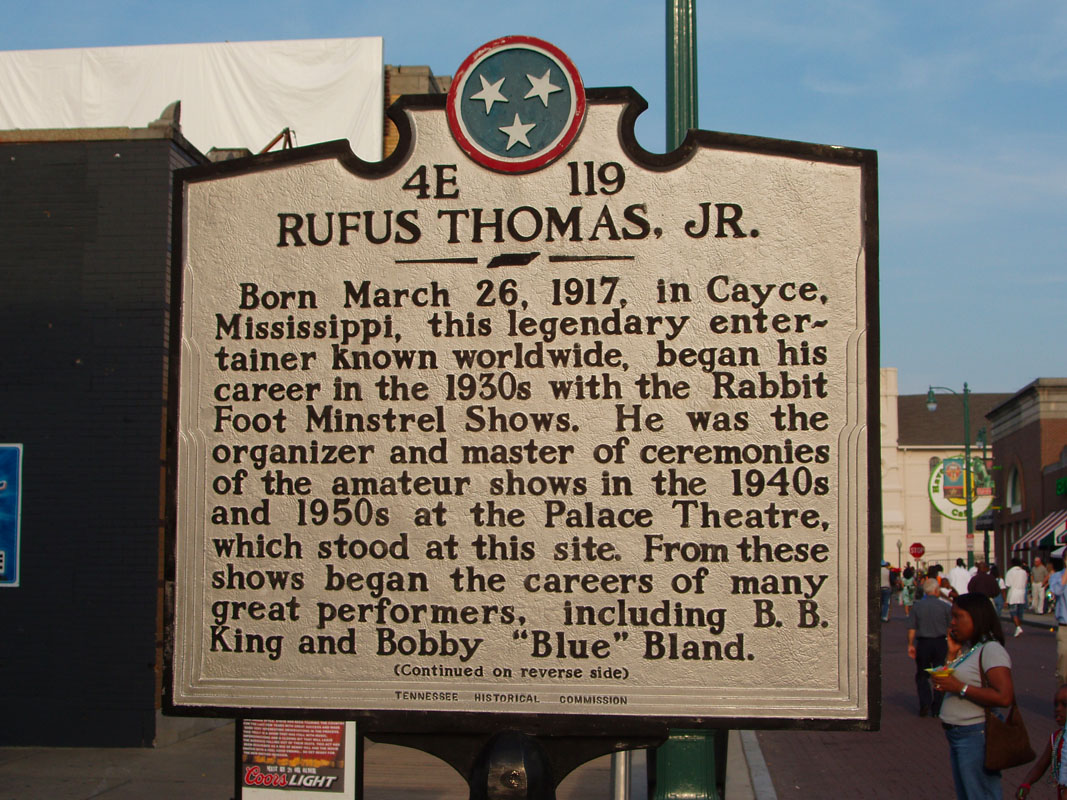 4E 119
RUFUS THOMAS, JR.
Born March 26, 1917, in Cayce,
Mississippi, this legendary enter~
tainer known worldwide, began his
career in the 1930s with the Rabbit
Foot Minstrel Shows. He was the
organizer and master of ceremonies
of the amateur shows in the 1940s
and 1950s at the Palace Theatre,
which stood at this site. From these
shows began the careers of many
great performers, including B. B.
King and Bobby "Blue" Bland.
(Continued on reverse side)
TENNESSEE HISTORICAL COMMISSION
Coors LIGHT
STOP